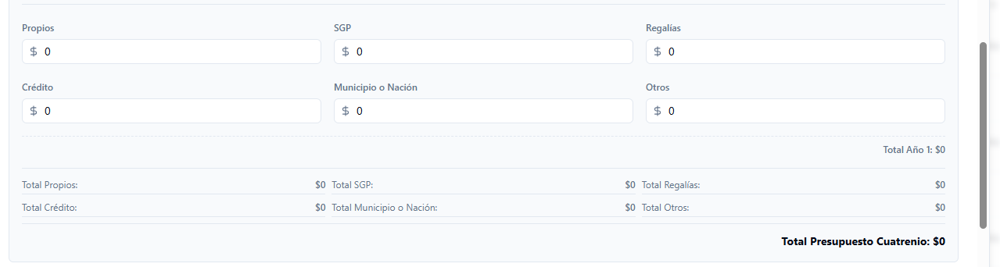 Propios SGP Regalías
$ 0 $ 0 $ 0
Crédito Municipio o Nación Otros
$ 0 $ 0 $ 0
Total Año 1: $0
Total Propios: $0 Total SGP: $0 Total Regalías: $0
Total Crédito: $0 Total Municipio o Nación: $0 Total Otros: $0
Total Presupuesto Cuatrenio: $0